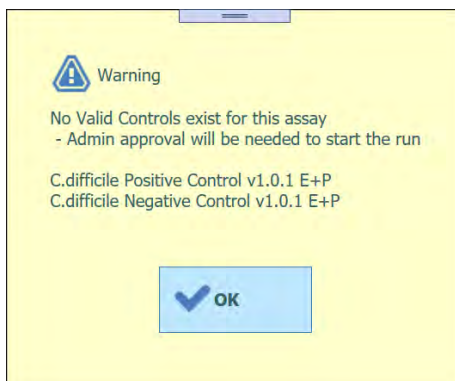 Warning
No Valid Controls exist for this assay
- Admin approval will be needed to start the run
C.difficile Positive Control v1.0.1 E+P
C.difficile Negative Control v1.0.1 E+P
OK